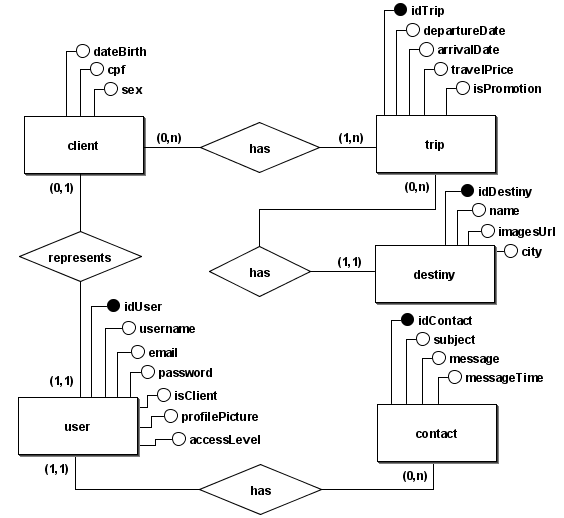 idTrip
departureDate
arrivalDate
travelPrice
isPromotion
dateBirth
cpf
sex
client
(0,n)
has
(1,n)
trip
(0,1)
(0,n)
idDestiny
name
imagesUrl
city
represents
has
(1,1)
destiny
idUser
username
email
password
isClient
profilePicture
accessLevel
(1,1)
user
(1,1)
idContact
subject
message
messageTime
contact
(0,n)
has